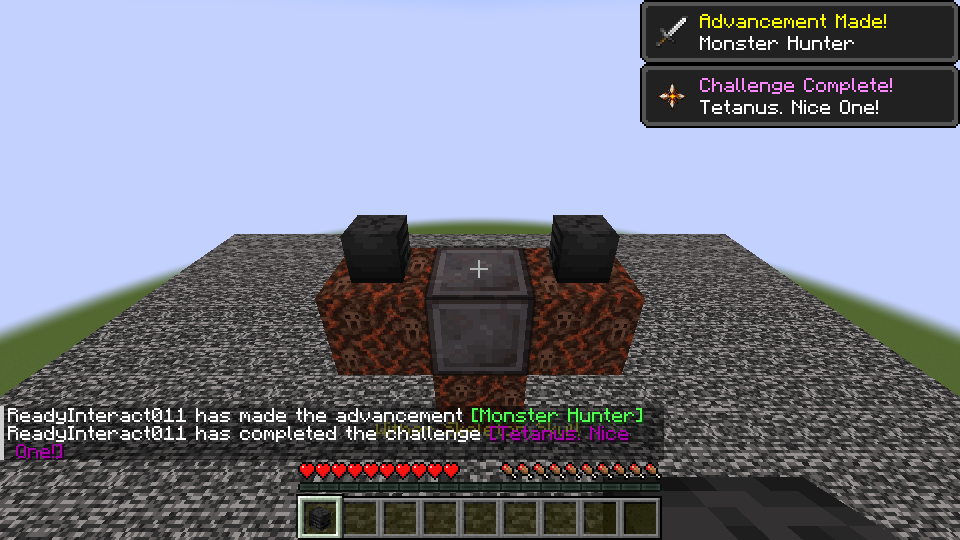 Advancement Made!
Monster Hunter
Challenge Complete!
Tetanus. Nice One!
ReadyInteract011 has made the advancement [Monster Hunter]
ReadyInteract011 has completed the challenge [Tetanus. Nice
One!]